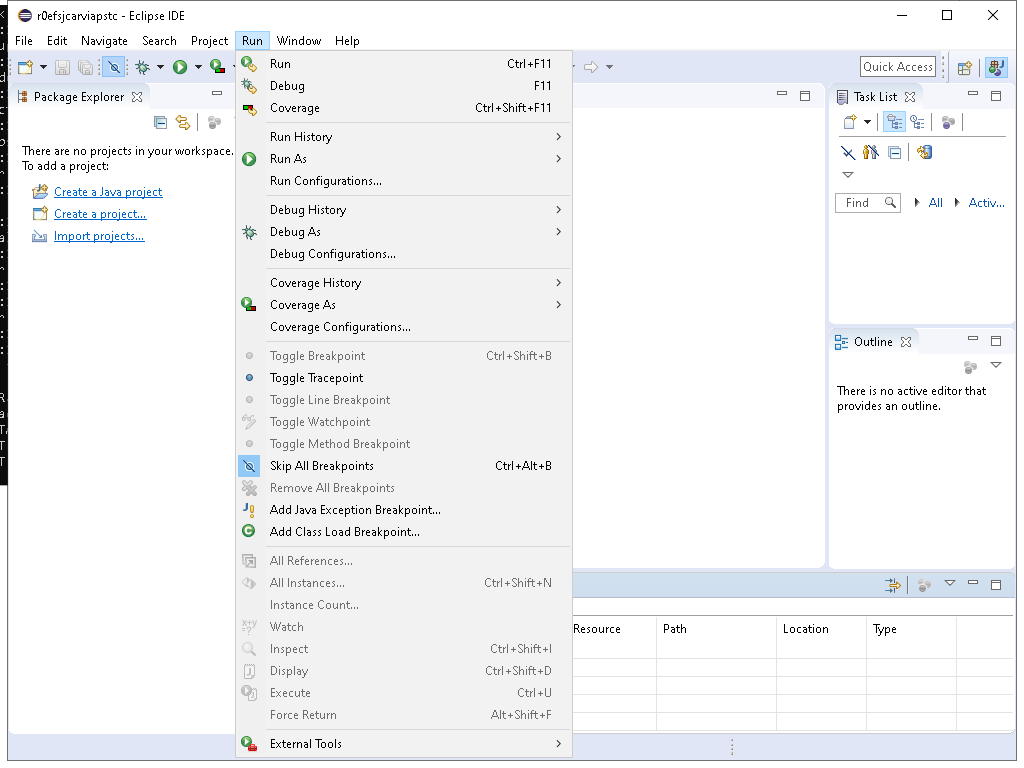 r0efsjcarviapstc - Eclipse IDE
File Edit Navigate Search Project Run Window Help
Quick Access
Package Explorer
There are no projects in your workspace.
To add a project:
Create a Java project
Create a project...
Import projects...
Run Ctrl+F11
Debug F11
Coverage Ctrl+Shift+F11
Run History
Run As
Run Configurations...
Debug History
Debug As
Debug Configurations...
Coverage History
Coverage As
Coverage Configurations...
Toggle Breakpoint Ctrl+Shift+B
Toggle Tracepoint
Toggle Line Breakpoint
Toggle Watchpoint
Toggle Method Breakpoint
Skip All Breakpoints Ctrl+Alt+B
Remove All Breakpoints
Add Java Exception Breakpoint...
Add Class Load Breakpoint...
All References...
All Instances... Ctrl+Shift+N
Instance Count...
Watch
Inspect Ctrl+Shift+I
Display Ctrl+Shift+D
Execute Ctrl+U
Force Return Alt+Shift+F
External Tools
Task List
Find All Activ...
Outline
There is no active editor that
provides an outline.
Resource Path Location Type